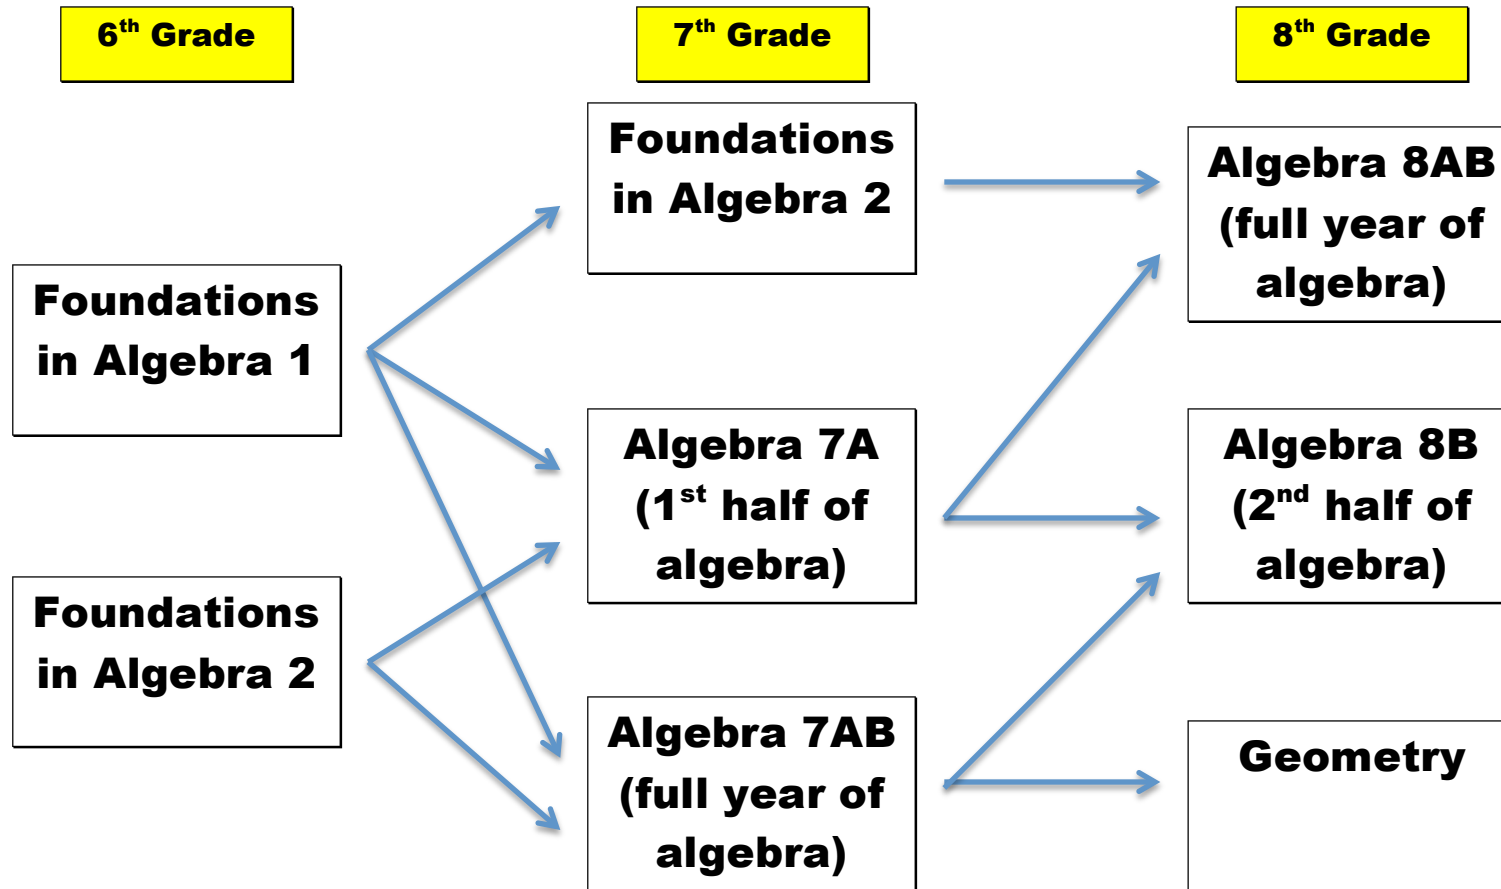 6th Grade
7th Grade
8th Grade
Foundations
in Algebra 1
Foundations
in Algebra 2
Foundations
in Algebra 2
Algebra 7A
(1st half of
algebra)
Algebra 7AB
(full year of
algebra)
Algebra 8AB
(full year of
algebra)
Algebra 8B
(2nd half of
algebra)
Geometry